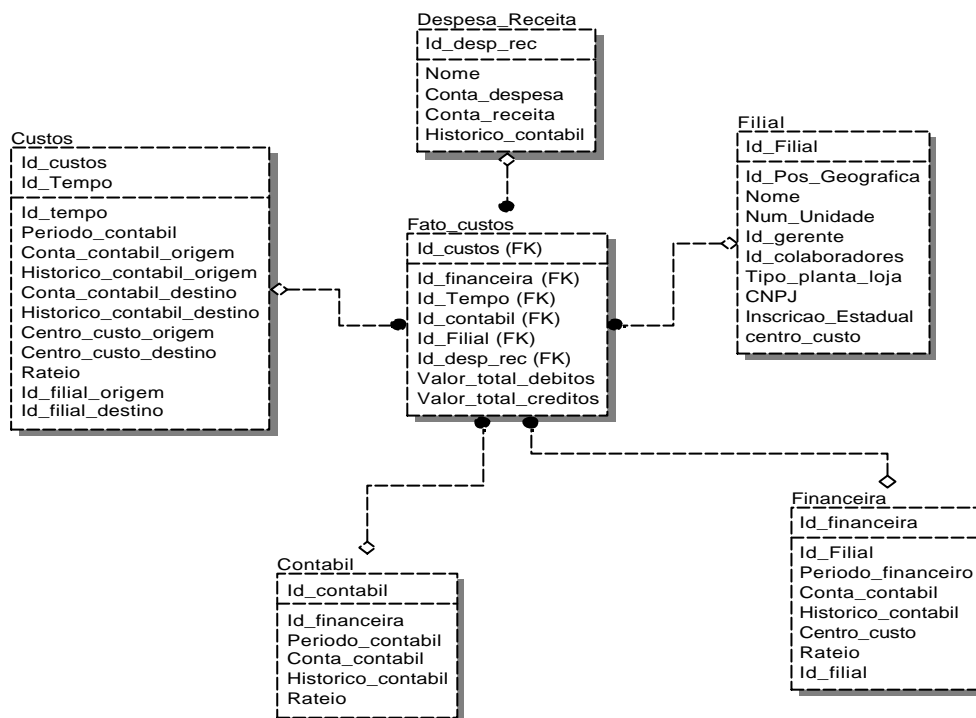 Despesa_Receita
Id_desp_rec
Nome
Conta_despesa
Conta_receita
Historico_contabil
Custos
Id_custos
Id_Tempo
Id_tempo
Periodo_contabil
Conta_contabil_origem
Historico_contabil_origem
Conta_contabil_destino
Historico_contabil_destino
Centro_custo_origem
Centro_custo_destino
Rateio
Id_filial_origem
Id_filial_destino
Fato_custos
Id_custos (FK)
Id_financeira (FK)
Id_Tempo (FK)
Id_contabil (FK)
Id_Filial (FK)
Id_desp_rec (FK)
Valor_total_debitos
Valor_total_creditos
Filial
Id_Filial
Id_Pos_Geografica
Nome
Num_Unidade
Id_gerente
Id_colaboradores
Tipo_planta_loja
CNPJ
Inscricao_Estadual
centro_custo
Contabil
Id_contabil
Id_financeira
Periodo_contabil
Conta_contabil
Historico_contabil
Rateio
Financeira
Id_financeira
Id_Filial
Periodo_financeiro
Conta_contabil
Historico_contabil
Centro_custo
Rateio
Id_filial